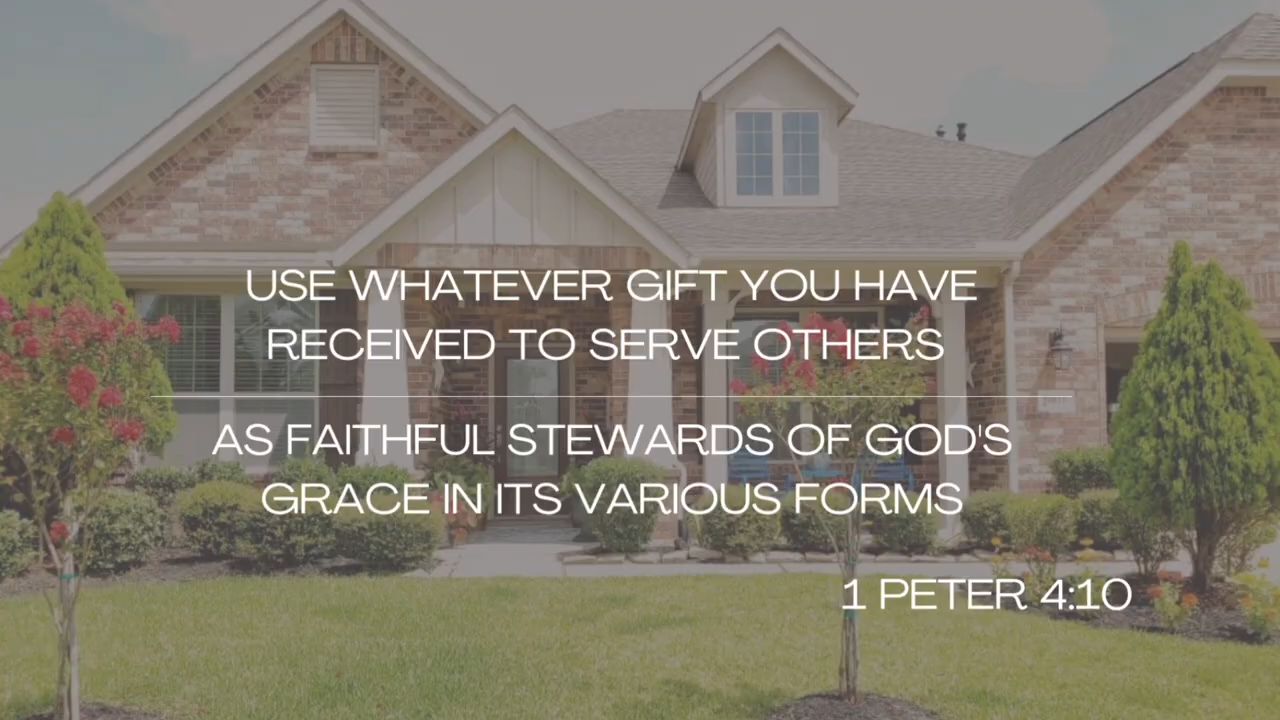 USE WHATEVER GIFT YOU HAVE
RECEIVED TO SERVE OTHERS
AS FAITHFUL STEWARDS OF GOD'S
GRACE IN ITS VARIOUS FORMS
1 PETER 4:10